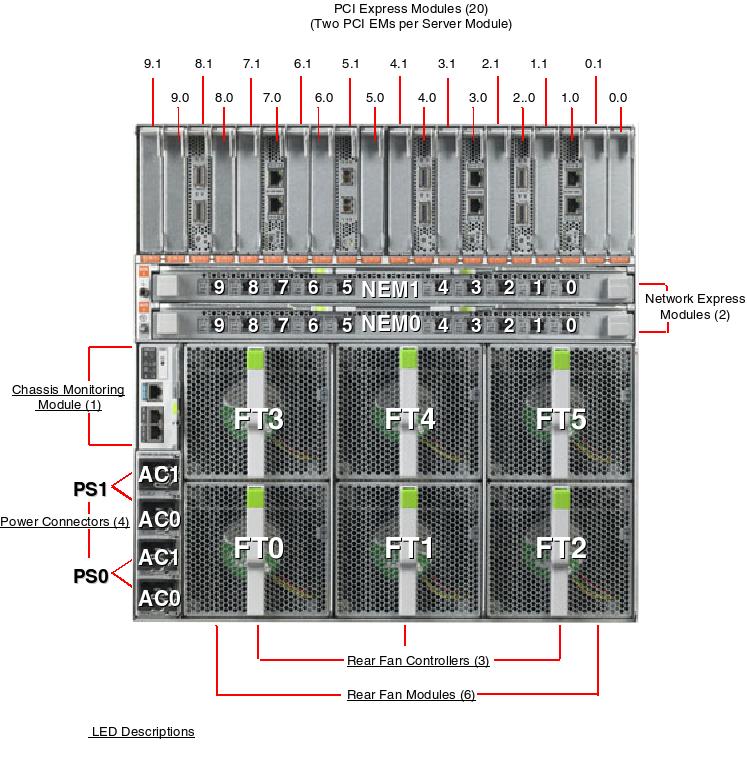 PCI Express Modules (20)
(Two PCI EMs per Server Module)
9.1 8.1 7.1 6.1 5.1 4.1 3.1 2.1 1.1 0.1
9.0 8.0 7.0 6.0 5.0 4.0 3.0 2..0 1.0 0.0
9 8 7 6 5 NEM1 4 3 2 1 0
Network Express
Modules (2)
9 8 7 6 5 NEM0 4 3 2 1 0
Chassis Monitoring
Module (1)
FT3 FT4 FT5
AC1
PS1
AC0
Power Connectors (4)
FT0 FT1 FT2
AC1
PS0
AC0
Rear Fan Controllers (3)
Rear Fan Modules (6)
LED Descriptions